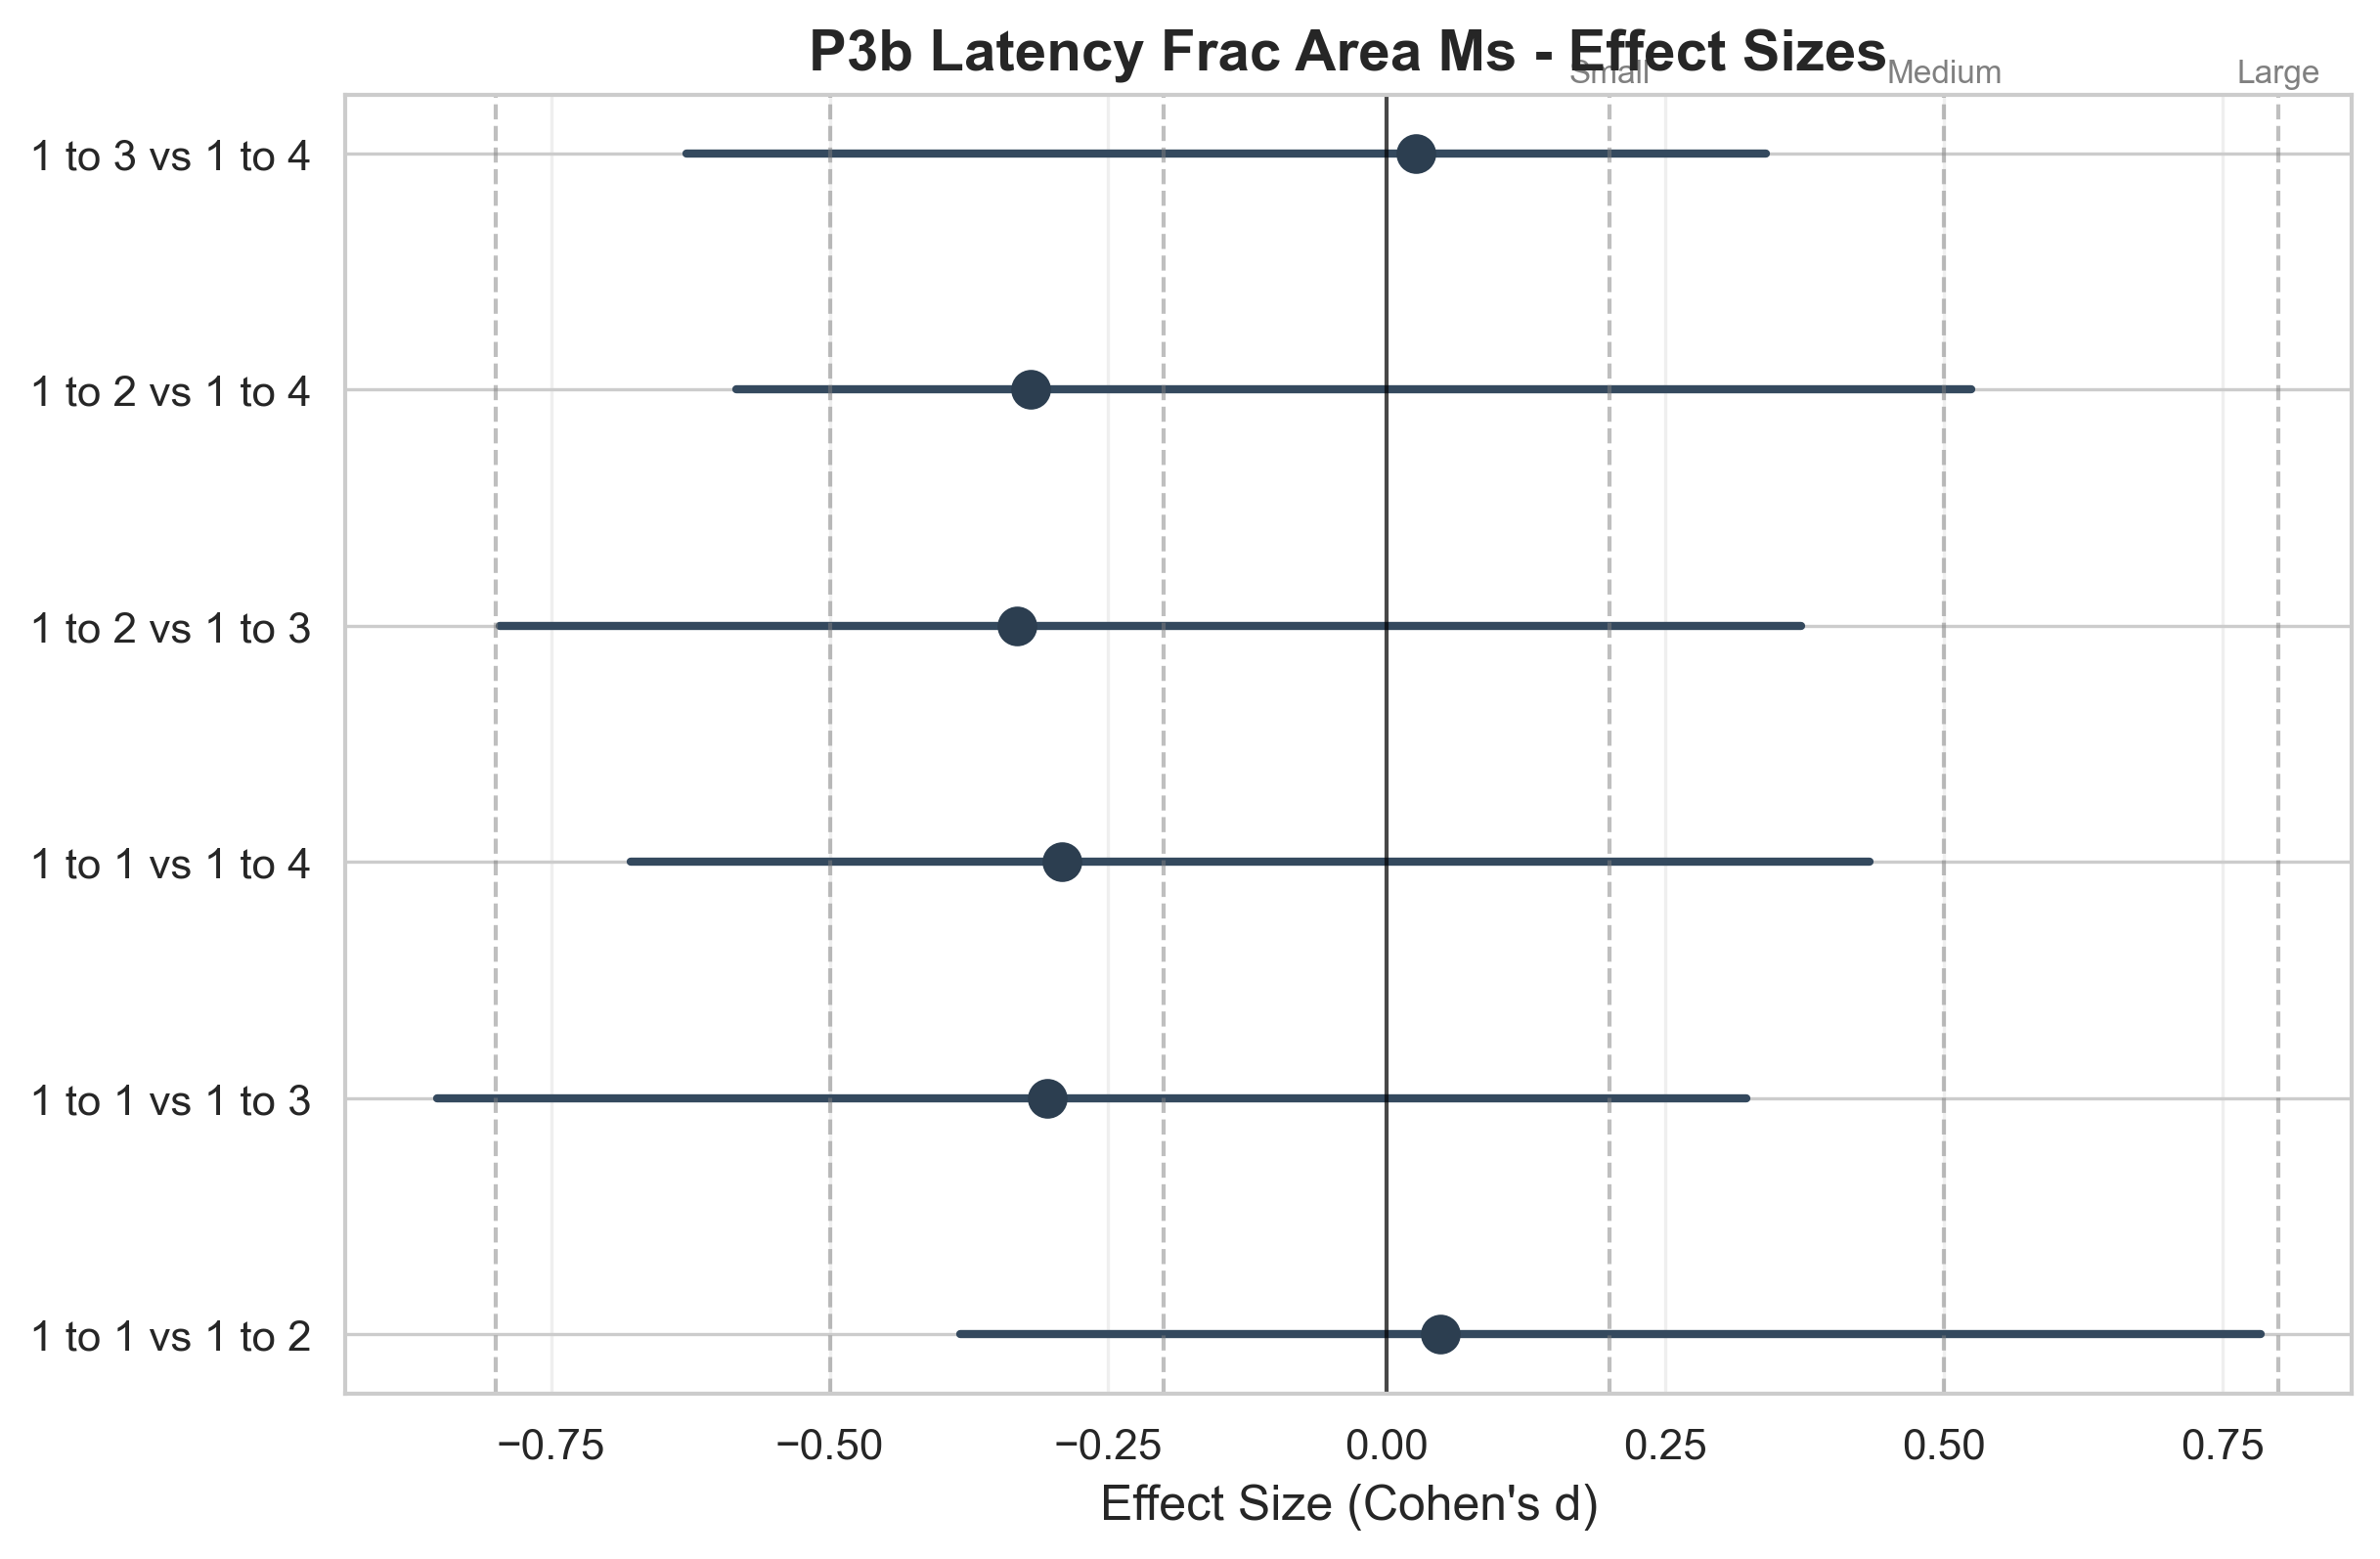 P3b Latency Frac Area Ms - Effect Sizes
Small Medium Large
1 to 3 vs 1 to 4
1 to 2 vs 1 to 4
1 to 2 vs 1 to 3
1 to 1 vs 1 to 4
1 to 1 vs 1 to 3
1 to 1 vs 1 to 2
−0.75 −0.50 −0.25 0.00 0.25 0.50 0.75
Effect Size (Cohen's d)